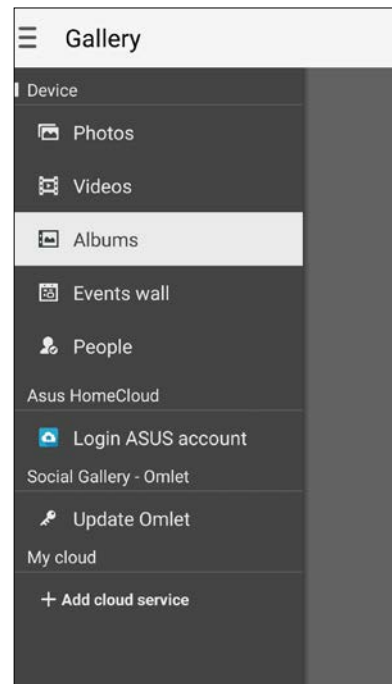 Gallery
Device
Photos
Videos
Albums
Events wall
People
Asus HomeCloud
Login ASUS account
Social Gallery - Omlet
Update Omlet
My cloud
+ Add cloud service